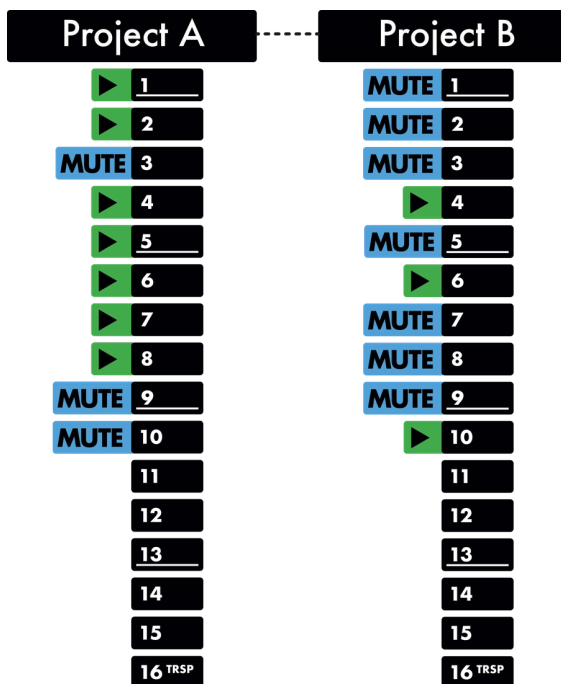 Project A
1
2
MUTE 3
4
5
6
7
8
MUTE 9
MUTE 10
11
12
13
14
15
16 TRSP
Project B
MUTE 1
MUTE 2
MUTE 3
4
MUTE 5
6
MUTE 7
MUTE 8
MUTE 9
10
11
12
13
14
15
16 TRSP